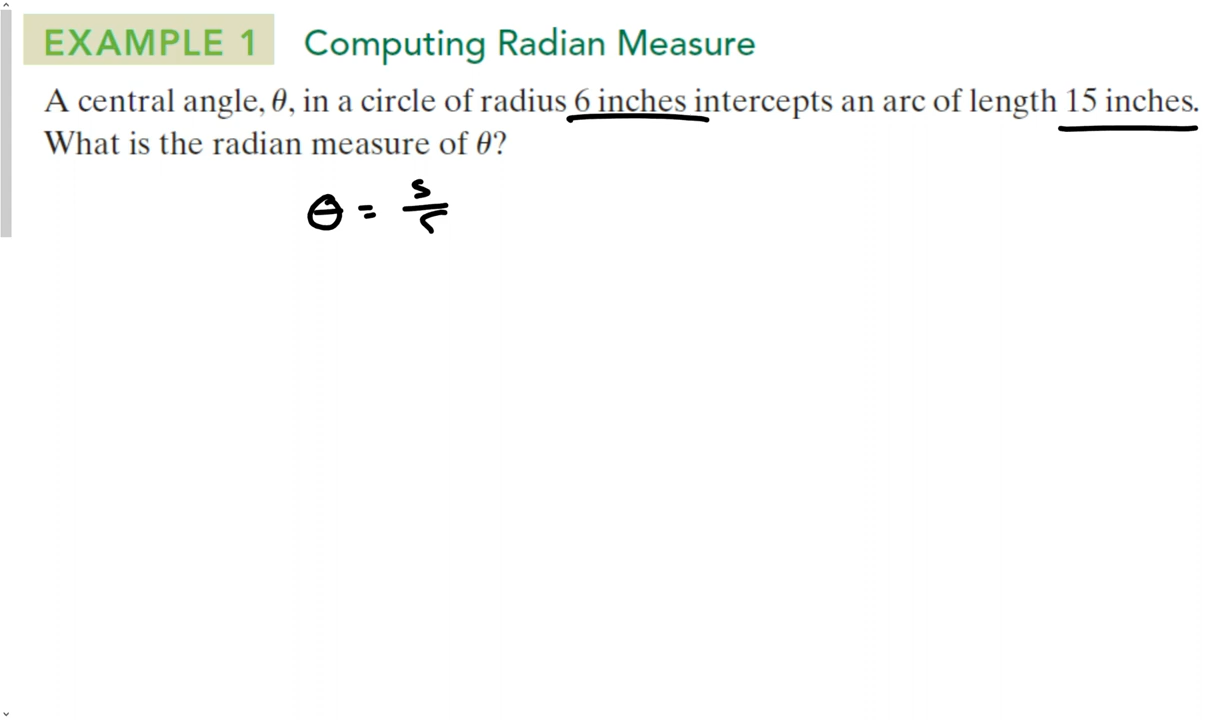 EXAMPLE 1 Computing Radian Measure
A central angle, θ, in a circle of radius 6 inches intercepts an arc of length 15 inches.
What is the radian measure of θ?
θ = s/r